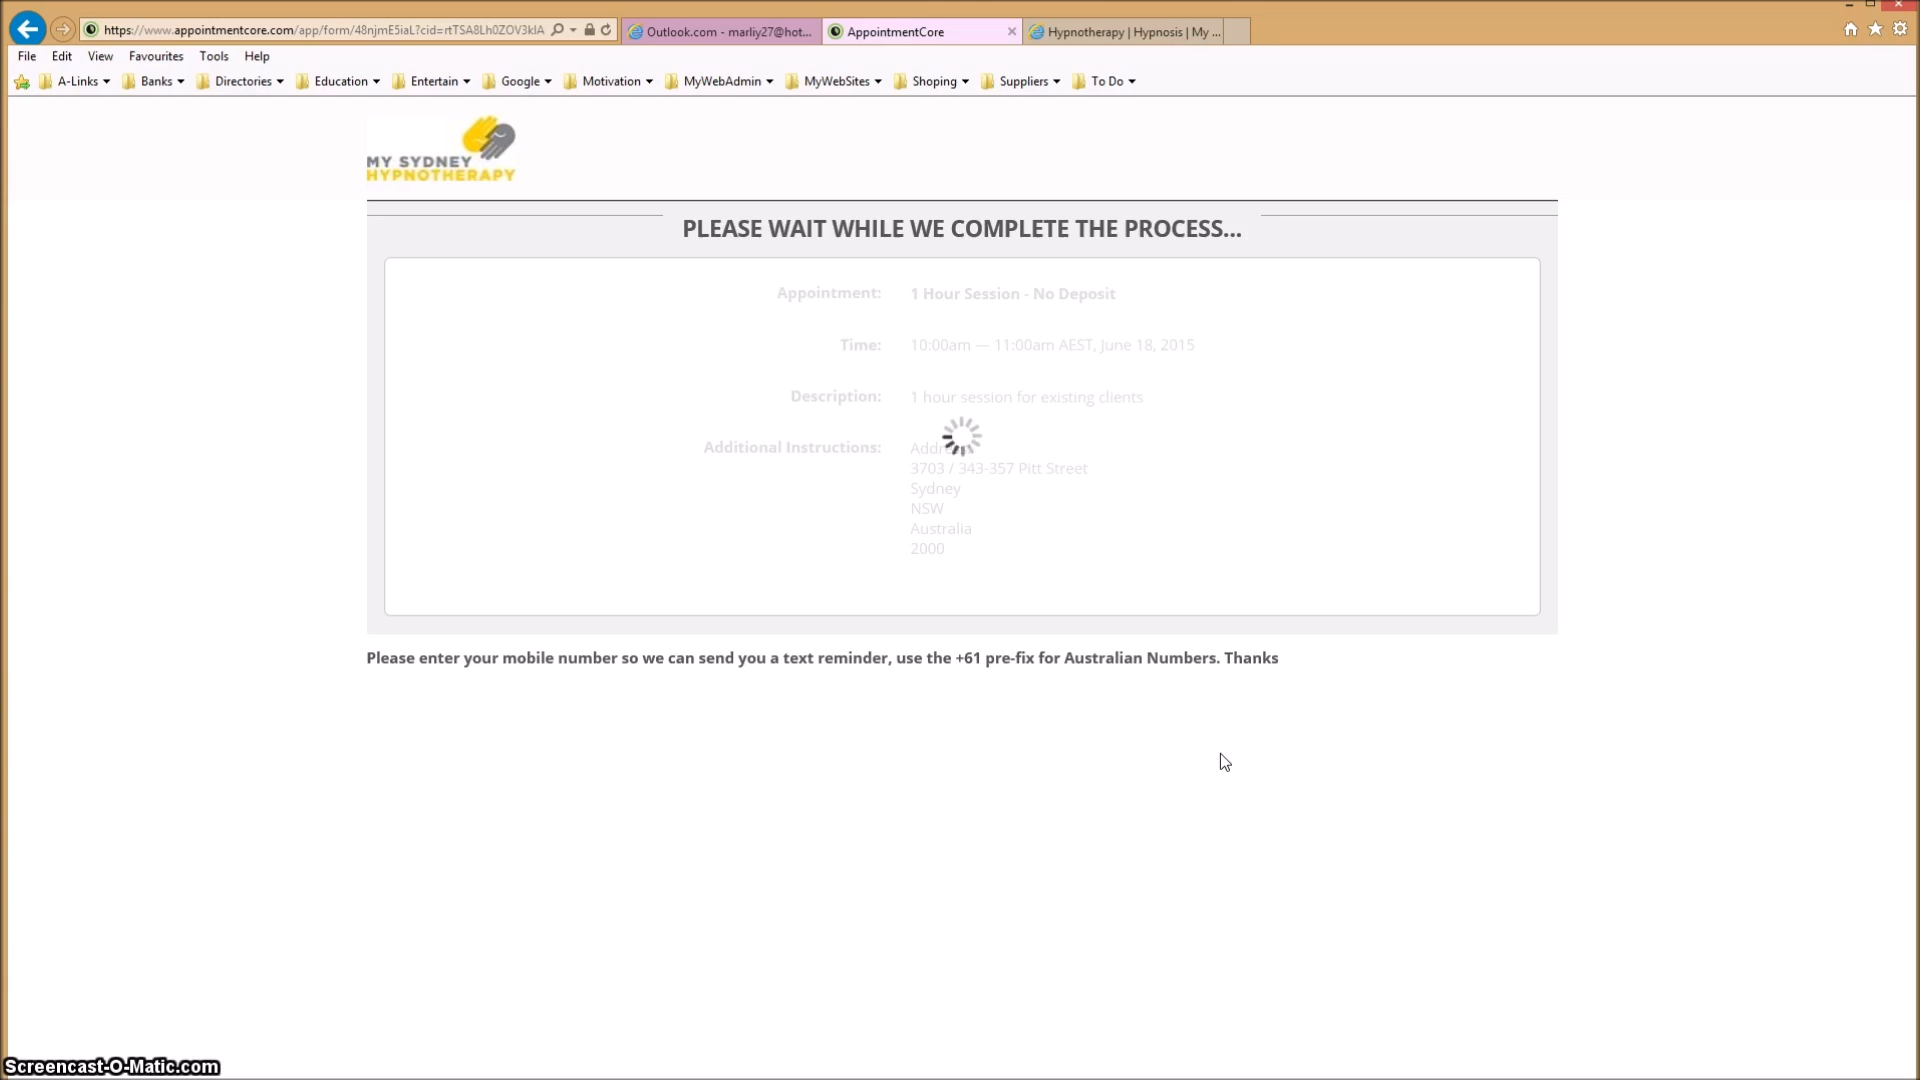 https://www.appointmentcore.com/app/form/48njmE5iaL?cid=rtTSA8Lh0ZOV3kIA
Outlook.com - marliy27@hot...
AppointmentCore
Hypnotherapy | Hypnosis | My ...
File Edit View Favourites Tools Help
A-Links Banks Directories Education Entertain Google Motivation MyWebAdmin MyWebSites Shoping Suppliers To Do
MY SYDNEY
HYPNOTHERAPY
PLEASE WAIT WHILE WE COMPLETE THE PROCESS...
Appointment: 1 Hour Session - No Deposit
Time: 10:00am — 11:00am AEST, June 18, 2015
Description: 1 hour session for existing clients
Additional Instructions:
3703 / 343-357 Pitt Street
Sydney
NSW
Australia
2000
Please enter your mobile number so we can send you a text reminder, use the +61 pre-fix for Australian Numbers. Thanks
Screencast-O-Matic.com